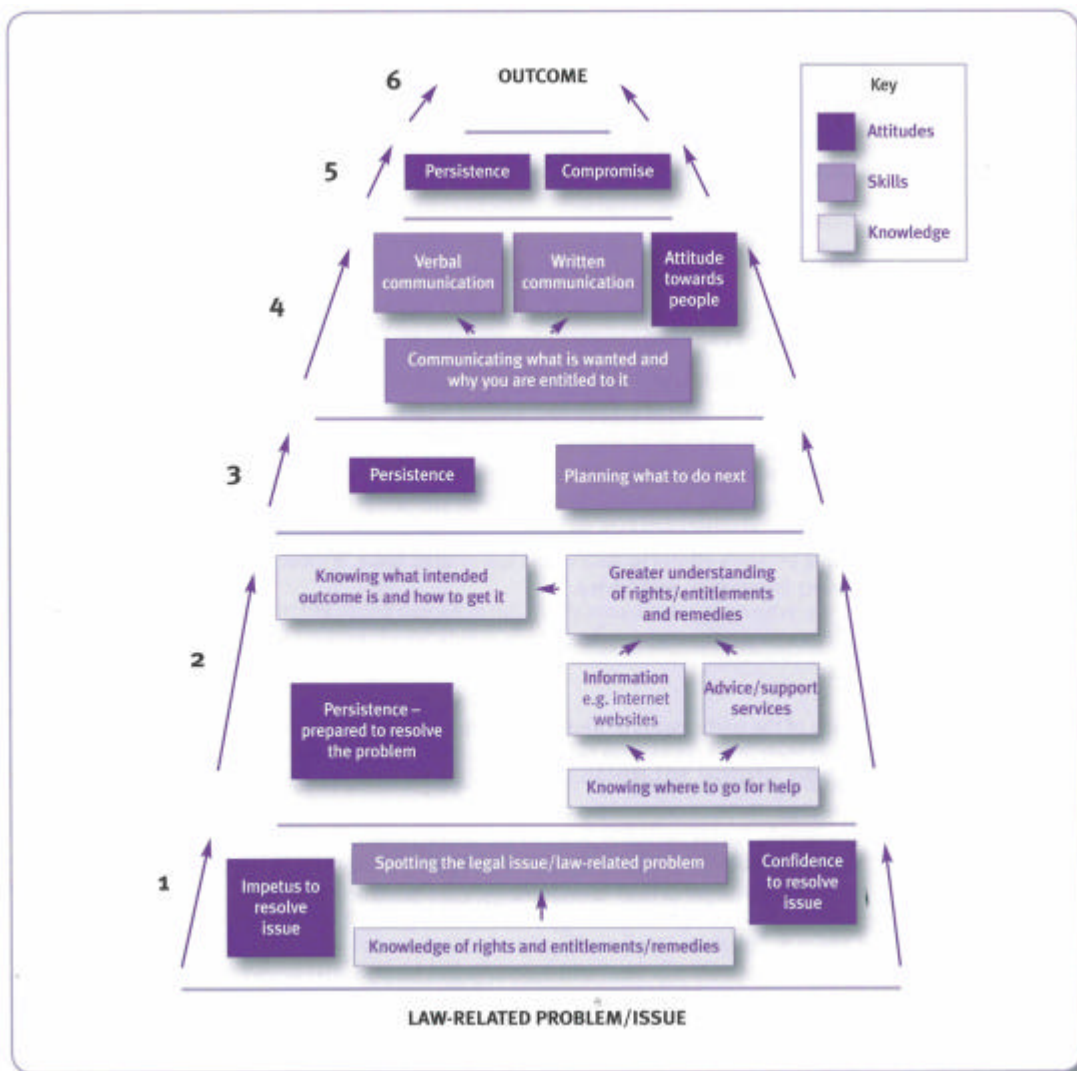 6
OUTCOME
Key
Attitudes
Skills
Knowledge
5
Persistence
Compromise
4
Verbal
communication
Written
communication
Attitude
towards
people
Communicating what is wanted and
why you are entitled to it
3
Persistence
Planning what to do next
2
Knowing what intended
outcome is and how to get it
Greater understanding
of rights/entitlements
and remedies
Information
e.g. internet
websites
Advice/support
services
Persistence –
prepared to resolve
the problem
Knowing where to go for help
1
Impetus to
resolve
issue
Spotting the legal issue/law-related problem
Confidence
to resolve
issue
Knowledge of rights and entitlements/remedies
LAW-RELATED PROBLEM/ISSUE